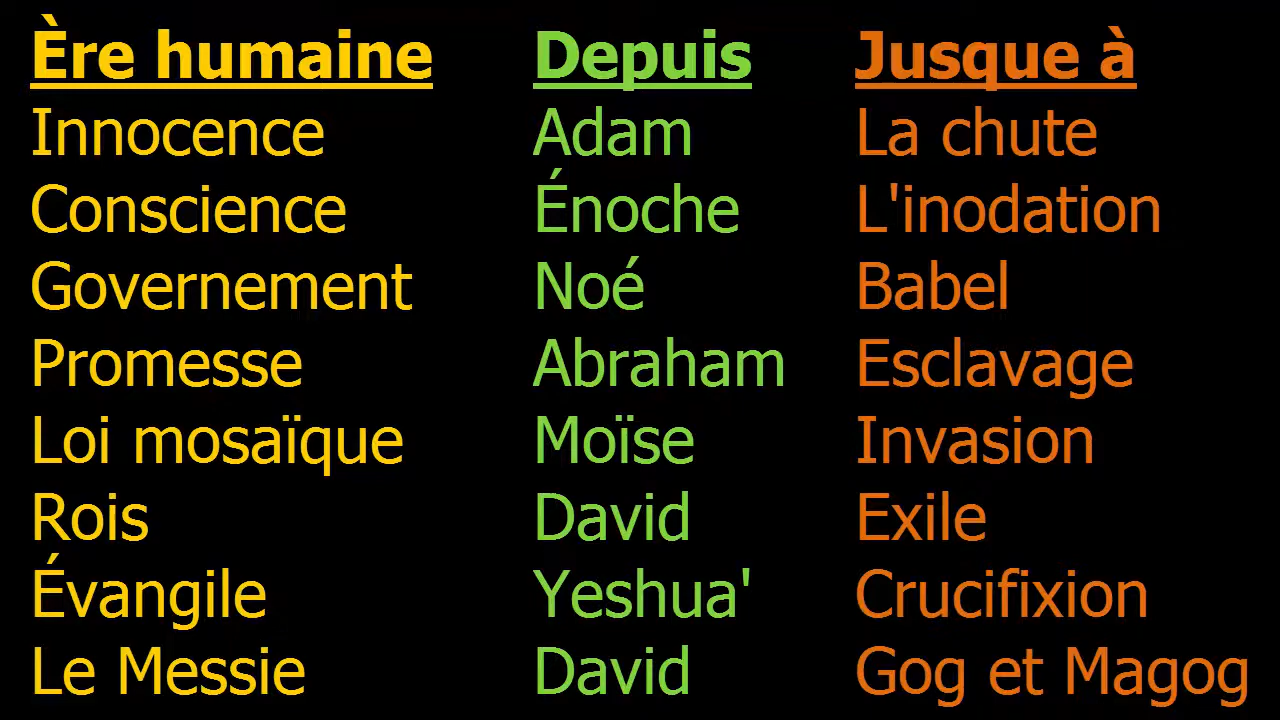 Ère humaine Depuis Jusque à
Innocence Adam La chute
Conscience Énoche L'inodation
Governement Noé Babel
Promesse Abraham Esclavage
Loi mosaïque Moïse Invasion
Rois David Exile
Évangile Yeshua' Crucifixion
Le Messie David Gog et Magog